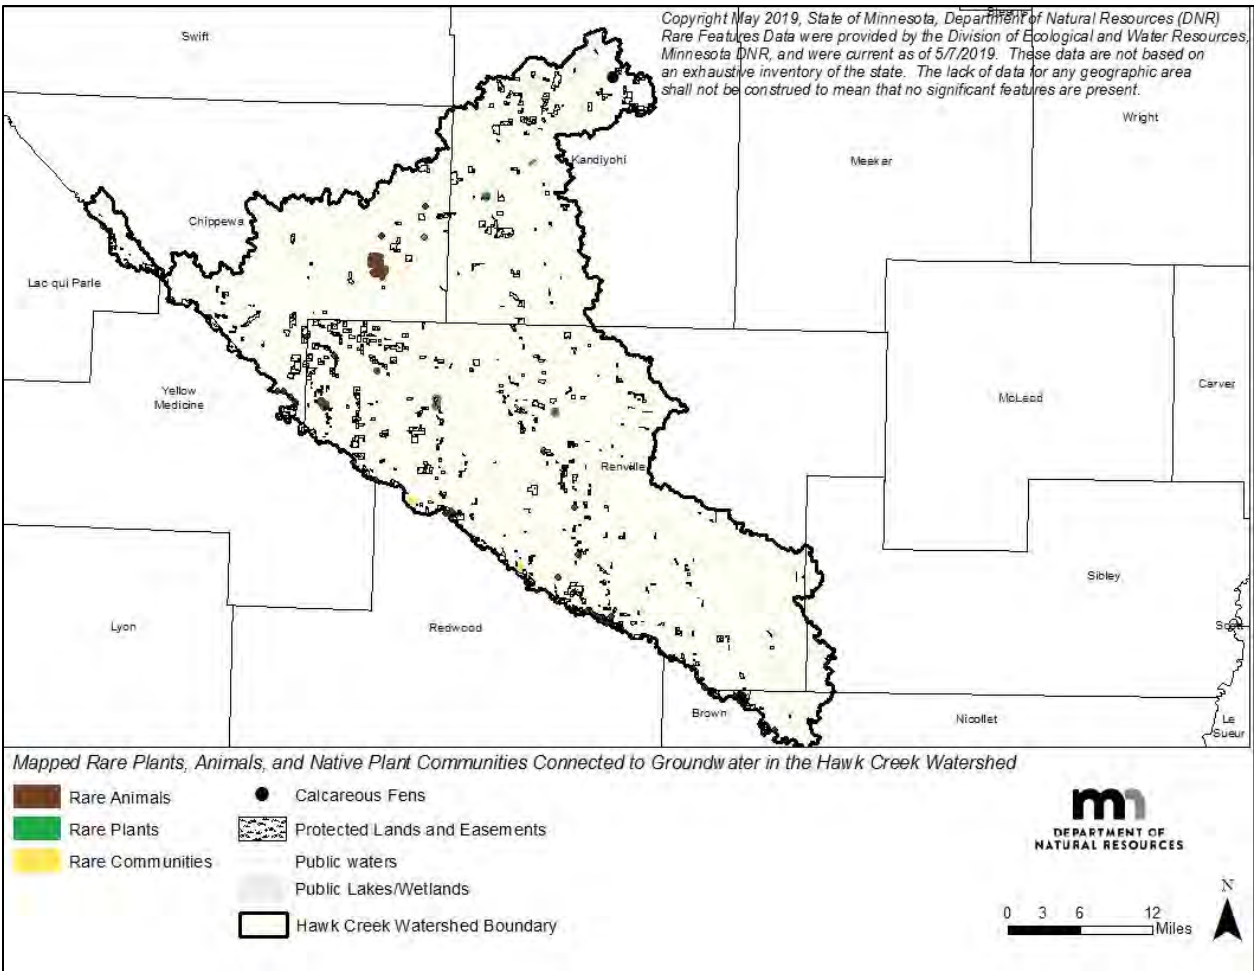 Stearns
Copyright May 2019, State of Minnesota, Department of Natural Resources (DNR)
Rare Features Data were provided by the Division of Ecological and Water Resources,
Minnesota DNR, and were current as of 5/7/2019. These data are not based on
an exhaustive inventory of the state. The lack of data for any geographic area
shall not be construed to mean that no significant features are present.
Swift
Wright
Kandiyohi
Meeker
Chippewa
Lac qui Parle
Yellow
Medicine
McLeod
Carver
Renville
Sibley
Lyon
Redwood
Scott
Brown
Nicollet
Le
Sueur
Mapped Rare Plants, Animals, and Native Plant Communities Connected to Groundwater in the Hawk Creek Watershed
Rare Animals
Rare Plants
Rare Communities
Calcareous Fens
Protected Lands and Easements
Public waters
Public Lakes/Wetlands
Hawk Creek Watershed Boundary
mn
DEPARTMENT OF
NATURAL RESOURCES
N
0 3 6 12
Miles